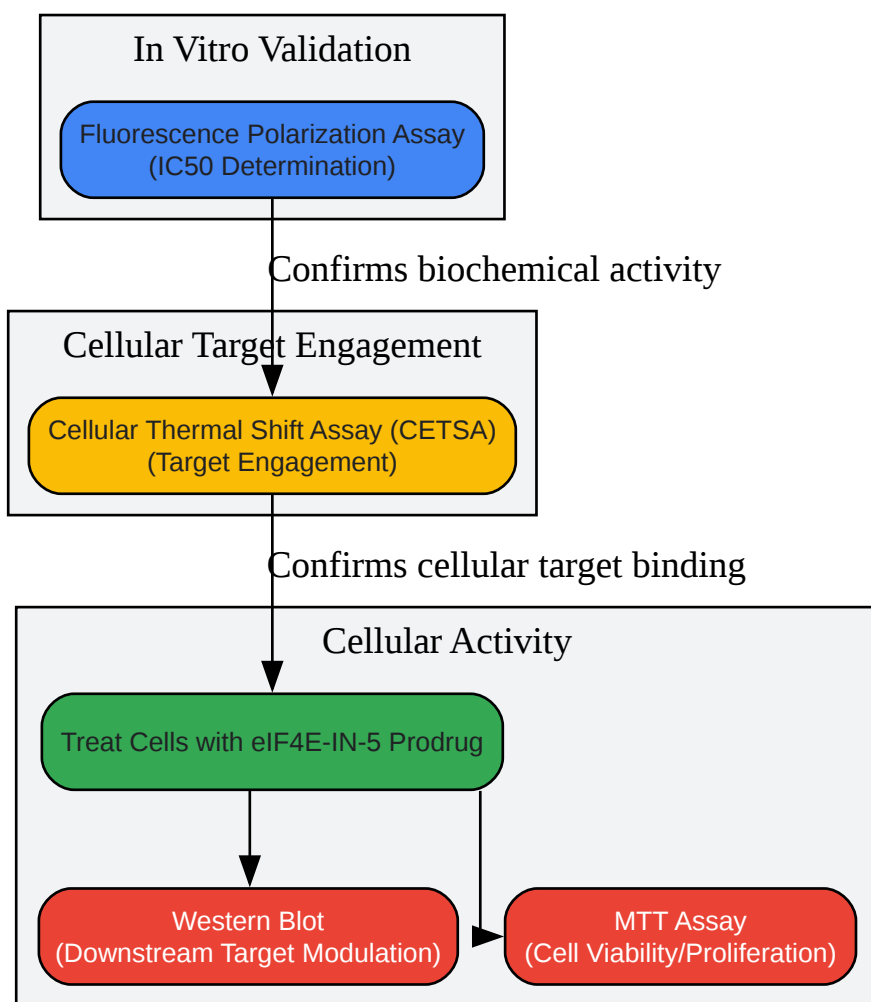 In Vitro Validation
Fluorescence Polarization Assay
(IC50 Determination)
Confirms biochemical activity
Cellular Target Engagement
Cellular Thermal Shift Assay (CETSA)
(Target Engagement)
Confirms cellular target binding
Cellular Activity
Treat Cells with eIF4E-IN-5 Prodrug
Western Blot
(Downstream Target Modulation)
MTT Assay
(Cell Viability/Proliferation)